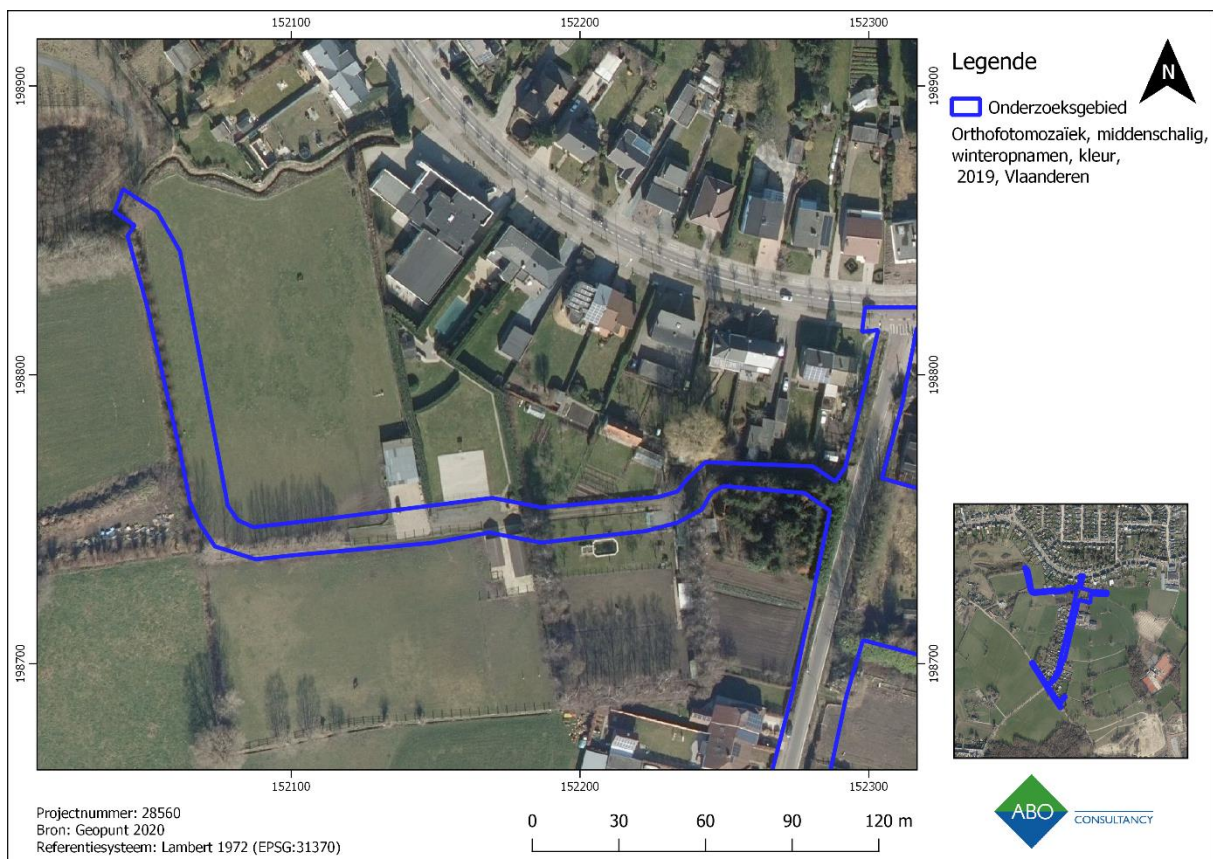 152100
152200
152300
198900
198800
198700
198900
198800
198700
152100
152200
152300
Legende
N
Onderzoeksgebied
Orthofotomozaïek, middenschalig,
winteropnamen, kleur,
2019, Vlaanderen
Projectnummer: 28560
Bron: Geopunt 2020
Referentiesysteem: Lambert 1972 (EPSG:31370)
0 30 60 90 120 m
ABO
CONSULTANCY